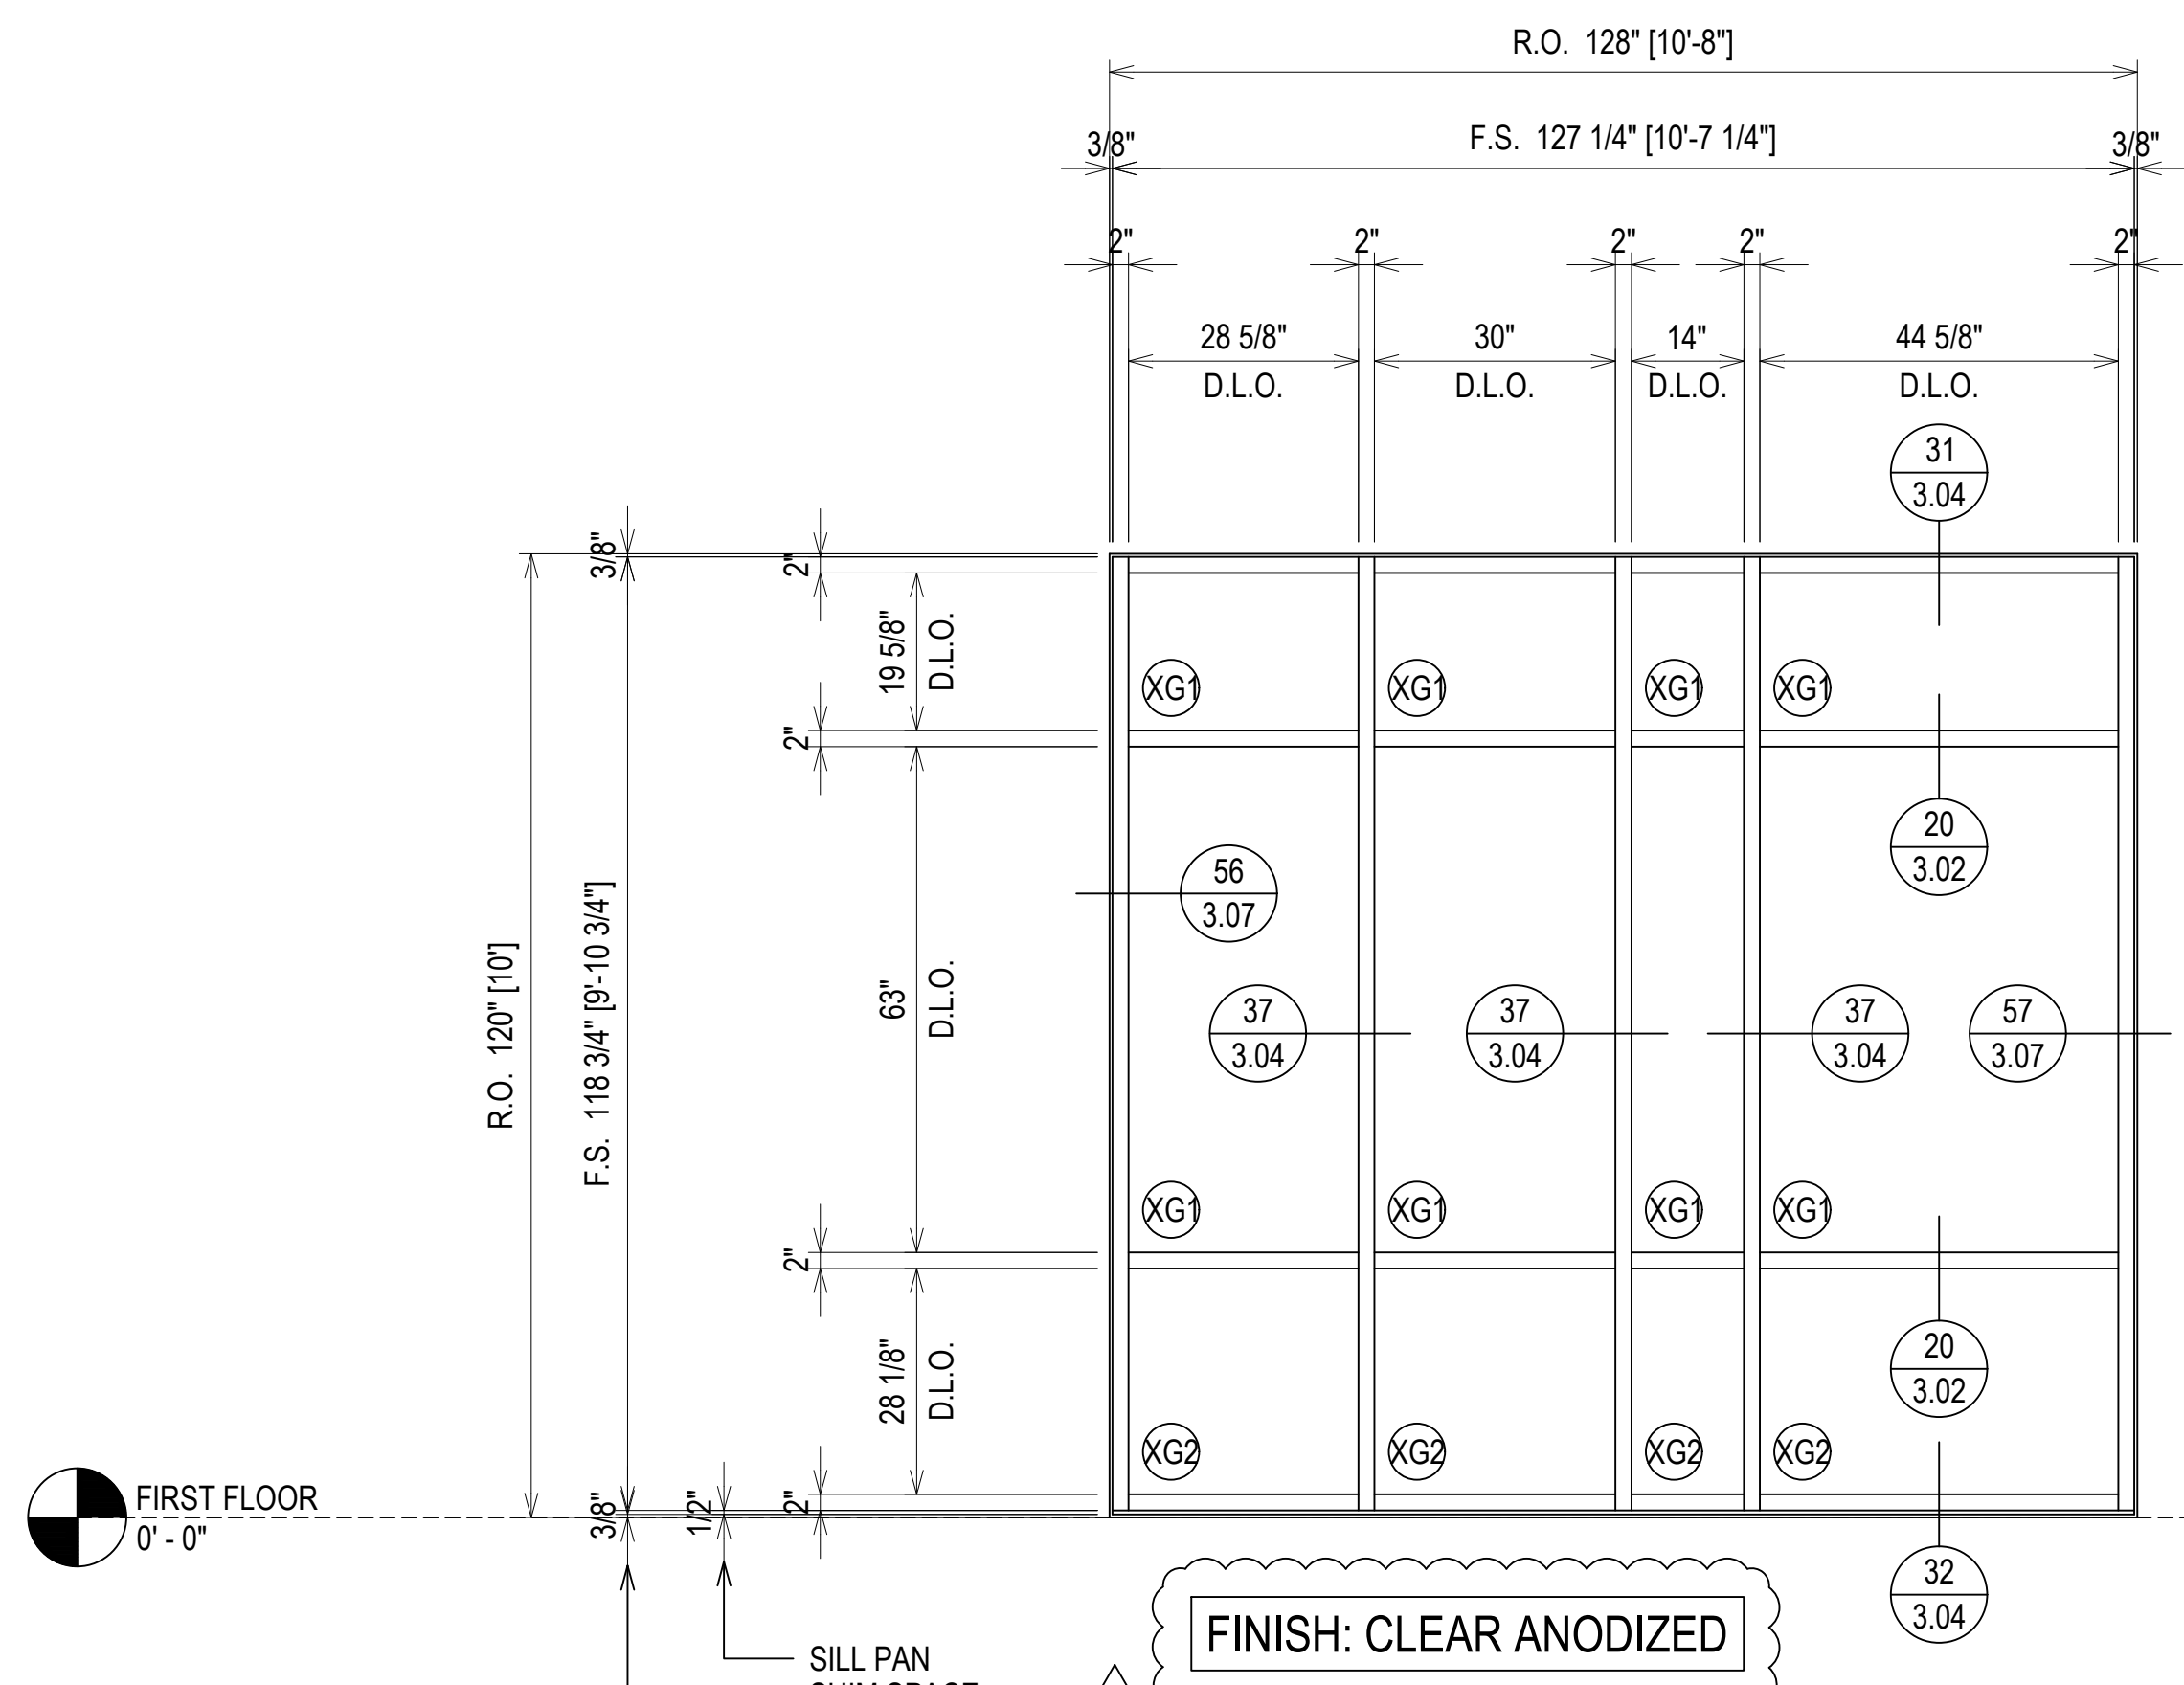 R.O. 128" [10'-8"]
3/8" F.S. 127 1/4" [10'-7 1/4"] 3/8"
2" 2" 2" 2" 2"
28 5/8" 30" 14" 44 5/8"
D.L.O. D.L.O. D.L.O. D.L.O.
31
3.04
3/8" 2"
19 5/8" D.L.O.
XG1 XG1 XG1 XG1
2"
20
3.02
56
3.07
R.O. 120" [10']
F.S. 118 3/4" [9'-10 3/4"]
63" D.L.O.
37 37 37 57
3.04 3.04 3.04 3.07
XG1 XG1 XG1 XG1
2"
28 1/8" D.L.O.
20
3.02
XG2 XG2 XG2 XG2
FIRST FLOOR
0' - 0"
3/8" 1/2" 2"
32
3.04
FINISH: CLEAR ANODIZED
SILL PAN
SHIM SPACE